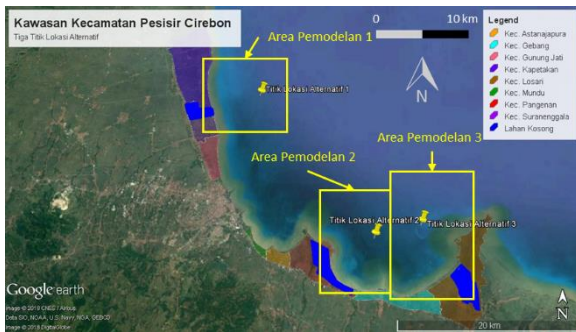 Kawasan Kecamatan Pesisir Cirebon
Tiga Titik Lokasi Alternatif
Area Pemodelan 1
0 10 km
N
Legend
Kec. Astanajapura
Kec. Gebang
Kec. Gunung Jati
Kec. Kapetakan
Kec. Losari
Kec. Mundu
Kec. Pangenan
Kec. Suranenggala
Lahan Kosong
Titik Lokasi Alternatif 1
Area Pemodelan 3
Area Pemodelan 2
Titik Lokasi Alternatif 2
Titik Lokasi Alternatif 3
Google earth
Image © 2018 CNES / Airbus
Data SIO, NOAA, U.S. Navy, NGA, GEBCO
Image © 2018 DigitalGlobe
N
20 km